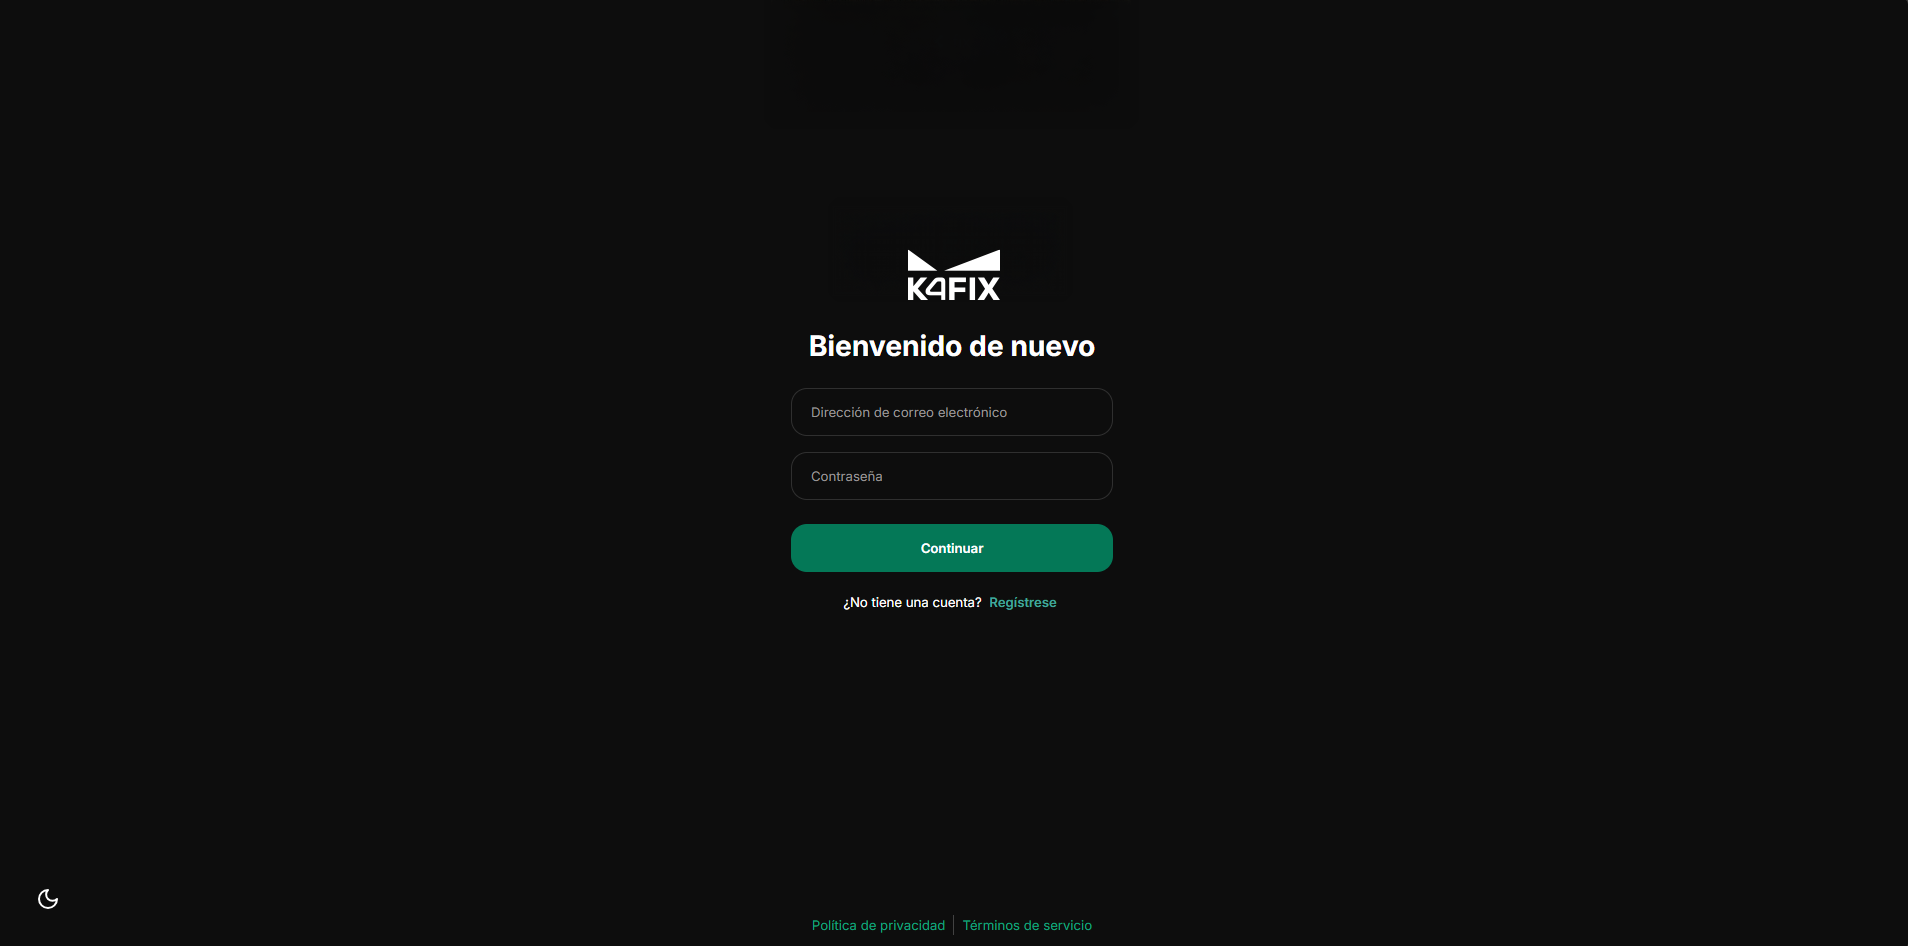 K4FIX
Bienvenido de nuevo
Dirección de correo electrónico
Contraseña
Continuar
¿No tiene una cuenta? Regístrese
Política de privacidad | Términos de servicio